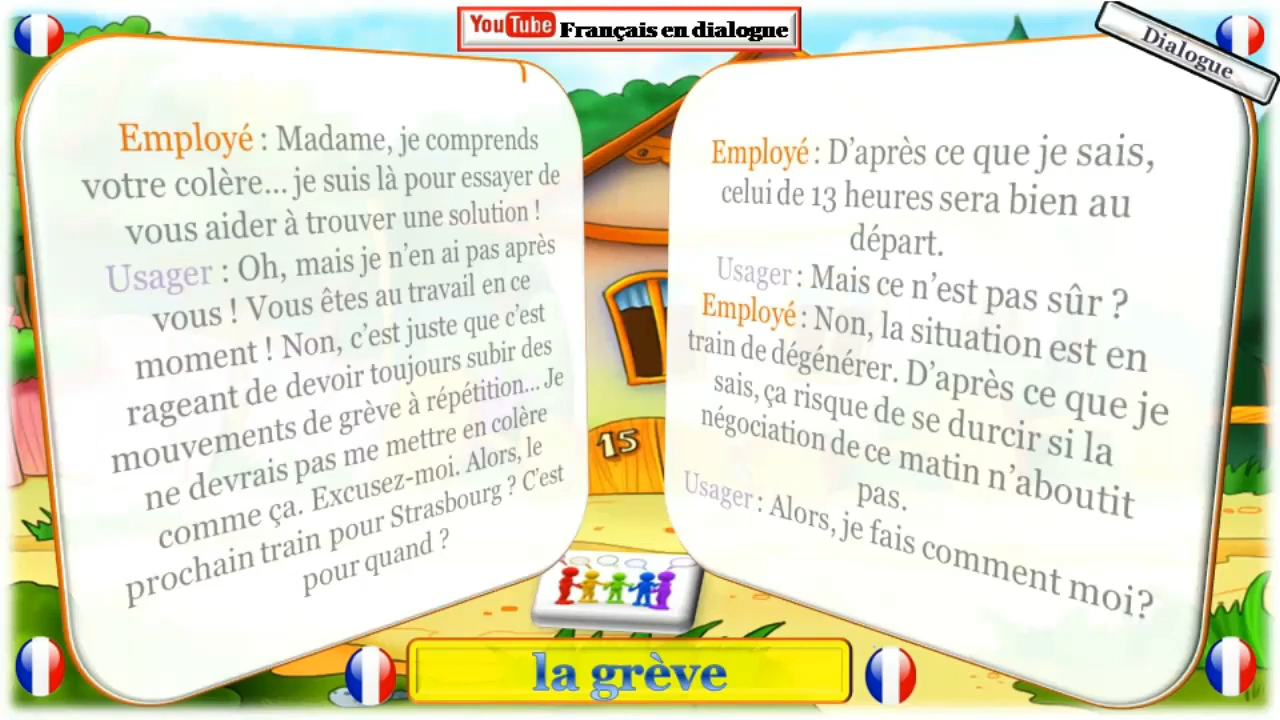 YouTube Français en dialogue
Dialogue
Employé : Madame, je comprends
votre colère... je suis là pour essayer de
vous aider à trouver une solution !
Usager : Oh, mais je n'en ai pas après
vous ! Vous êtes au travail en ce
moment ! Non, c'est juste que c'est
rageant de devoir toujours subir des
mouvements de grève à répétition... Je
ne devrais pas me mettre en colère
comme ça. Excusez-moi. Alors, le
prochain train pour Strasbourg ? C'est
pour quand ?
Employé : D'après ce que je sais,
celui de 13 heures sera bien au
départ.
Usager : Mais ce n'est pas sûr ?
Employé : Non, la situation est en
train de dégénérer. D'après ce que je
sais, ça risque de se durcir si la
négociation de ce matin n'aboutit
pas.
Usager : Alors, je fais comment moi?
15
la grève